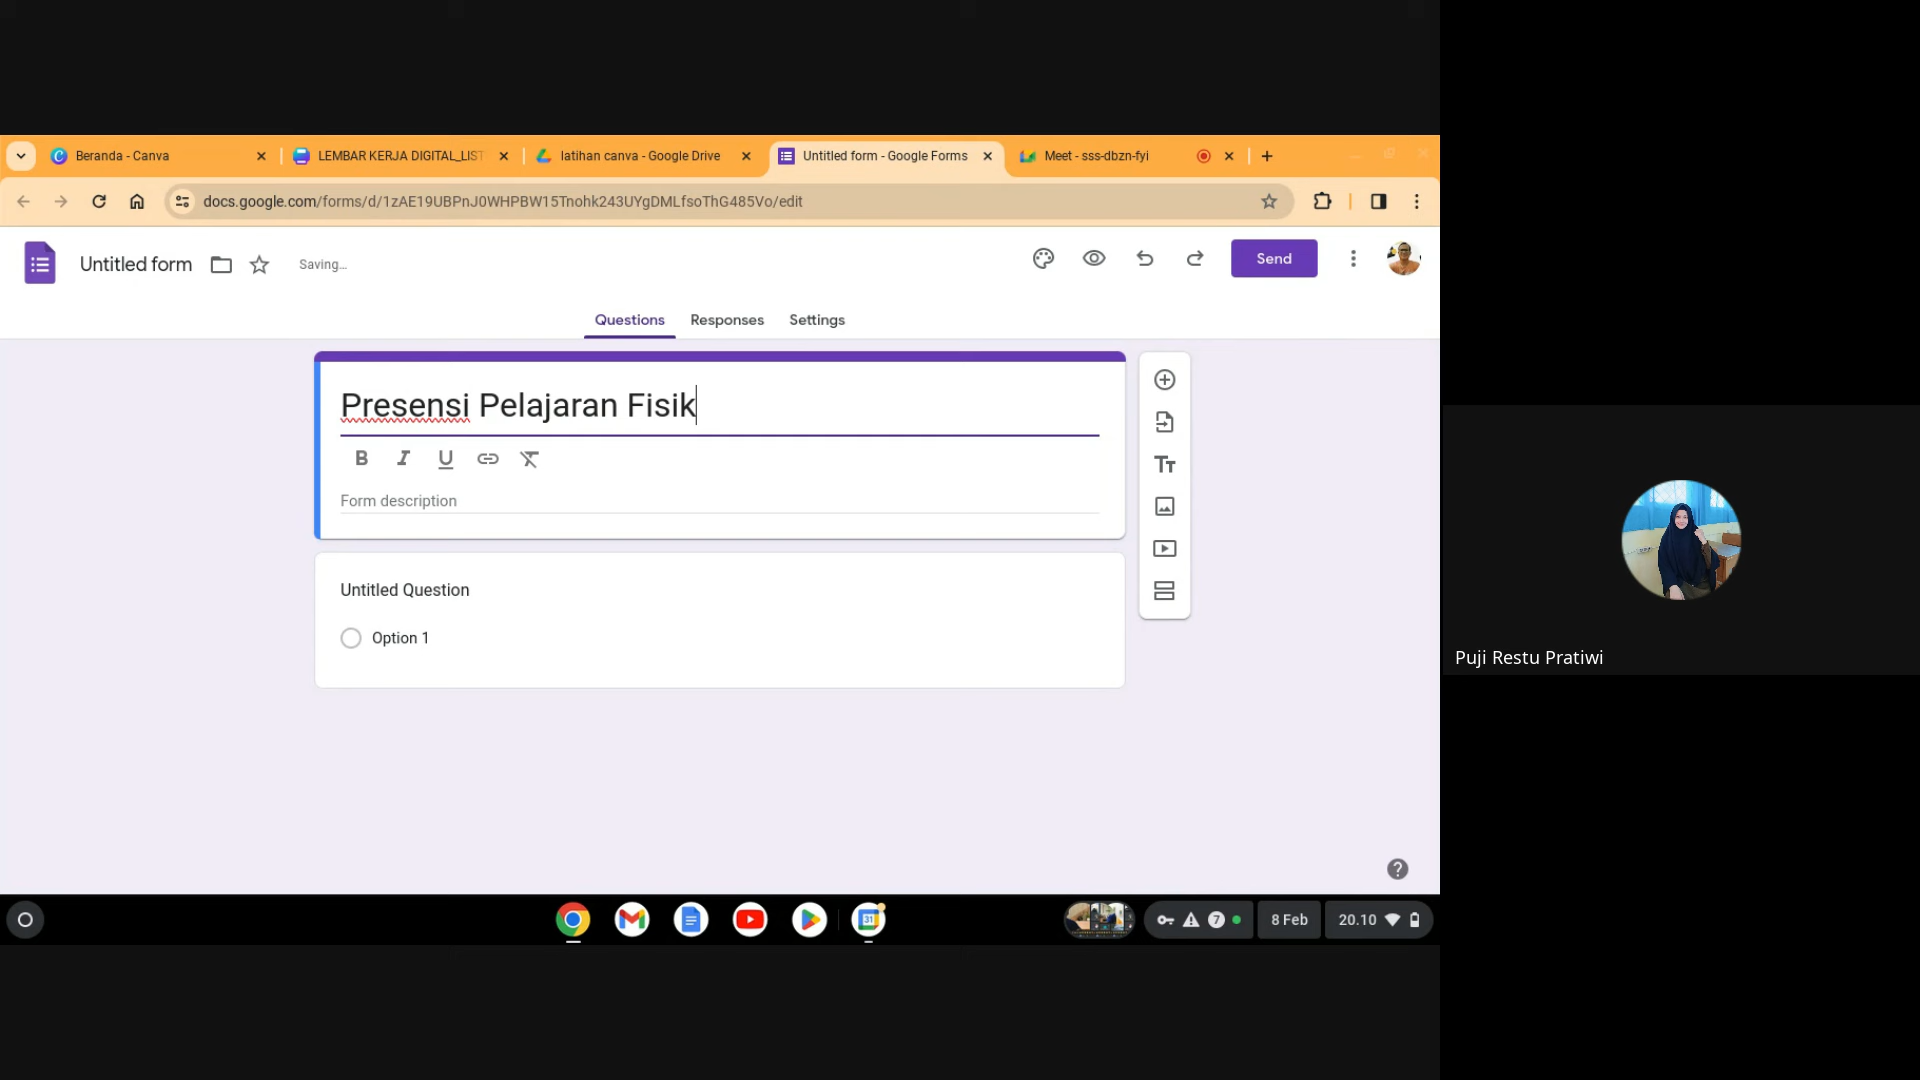 Beranda - Canva
LEMBAR KERJA DIGITAL_LIST
latihan canva - Google Drive
Untitled form - Google Forms
Meet - sss-dbzn-fyi
docs.google.com/forms/d/1zAE19UBPnJ0WHPBW15Tnohk243UYgDMLfsoThG485Vo/edit
Untitled form
Saving...
Send
Questions
Responses
Settings
Presensi Pelajaran Fisik
B I U
Form description
Untitled Question
Option 1
Puji Restu Pratiwi
31
7
8 Feb
20.10